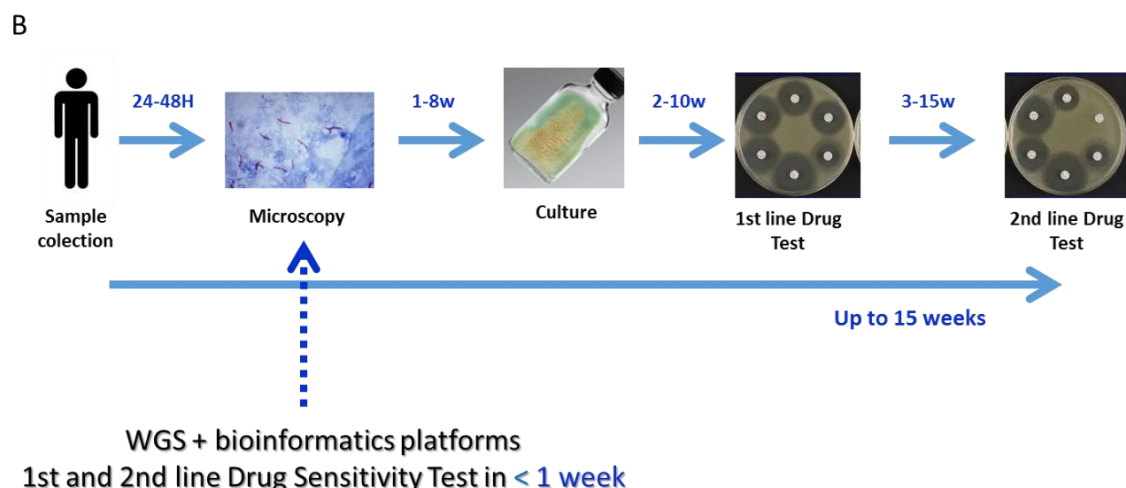 B
24-48H
1-8w
2-10w
3-15w
Sample
colection
Microscopy
Culture
1st line Drug
Test
2nd line Drug
Test
Up to 15 weeks
WGS + bioinformatics platforms
1st and 2nd line Drug Sensitivity Test in < 1 week